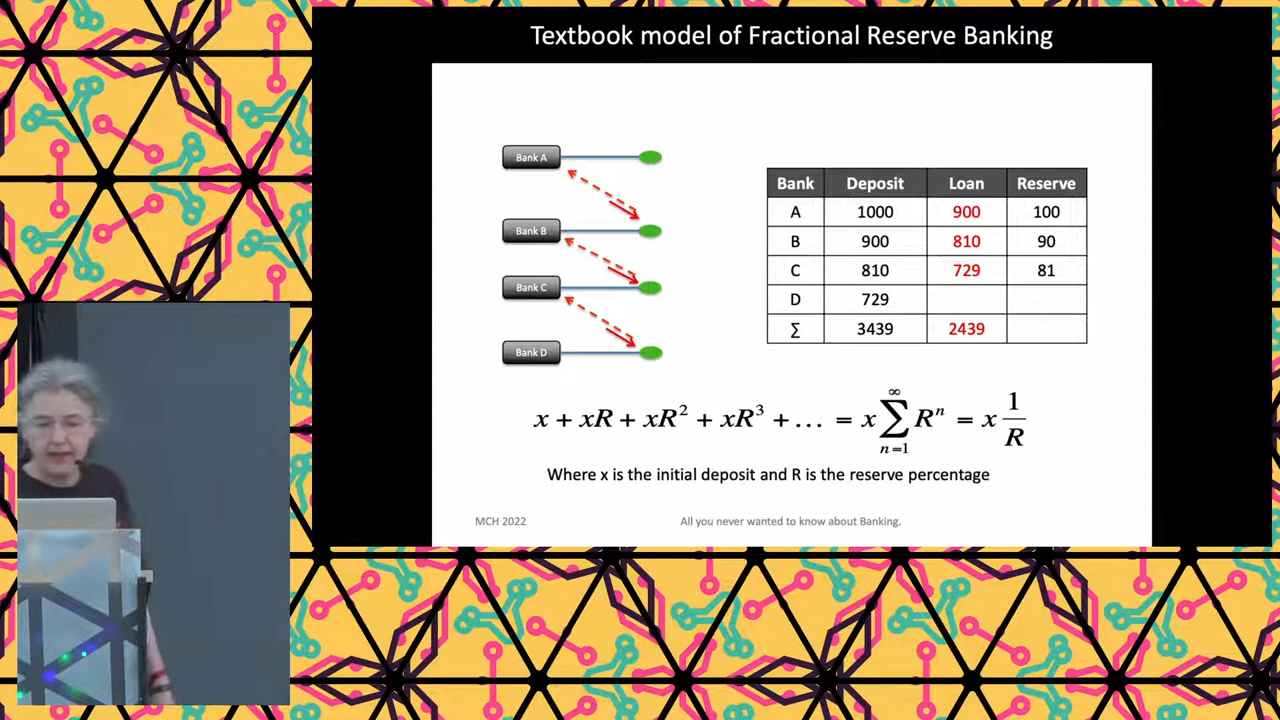 Textbook model of Fractional Reserve Banking
Bank A
Bank B
Bank C
Bank D
Bank Deposit Loan Reserve
A 1000 900 100
B 900 810 90
C 810 729 81
D 729
∑ 3439 2439
x + xR + xR² + xR³ + … = x ∑ₙ₌₁^∞ Rⁿ = x 1/R
Where x is the initial deposit and R is the reserve percentage
MCH 2022 All you never wanted to know about Banking.